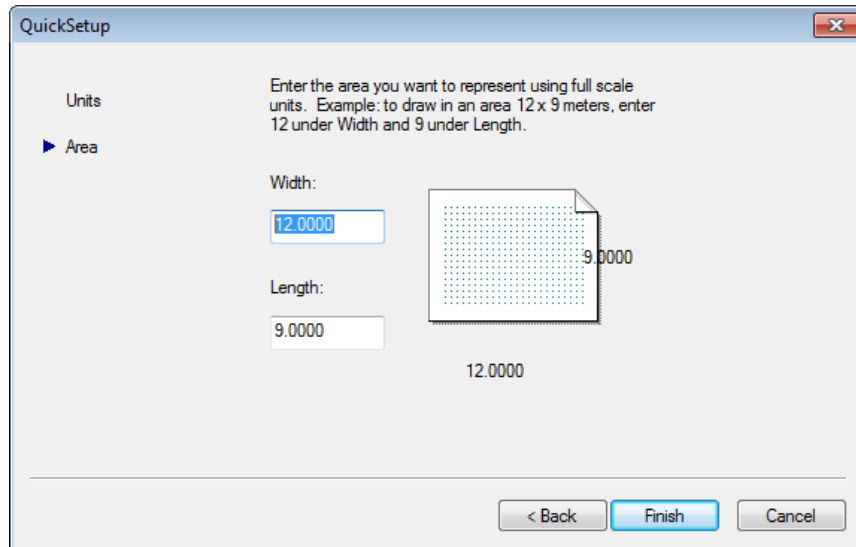 QuickSetup
Units
Area
Enter the area you want to represent using full scale
units.  Example: to draw in an area 12 x 9 meters, enter
12 under Width and 9 under Length.
Width:
12.0000
Length:
9.0000
9.0000
12.0000
< Back
Finish
Cancel